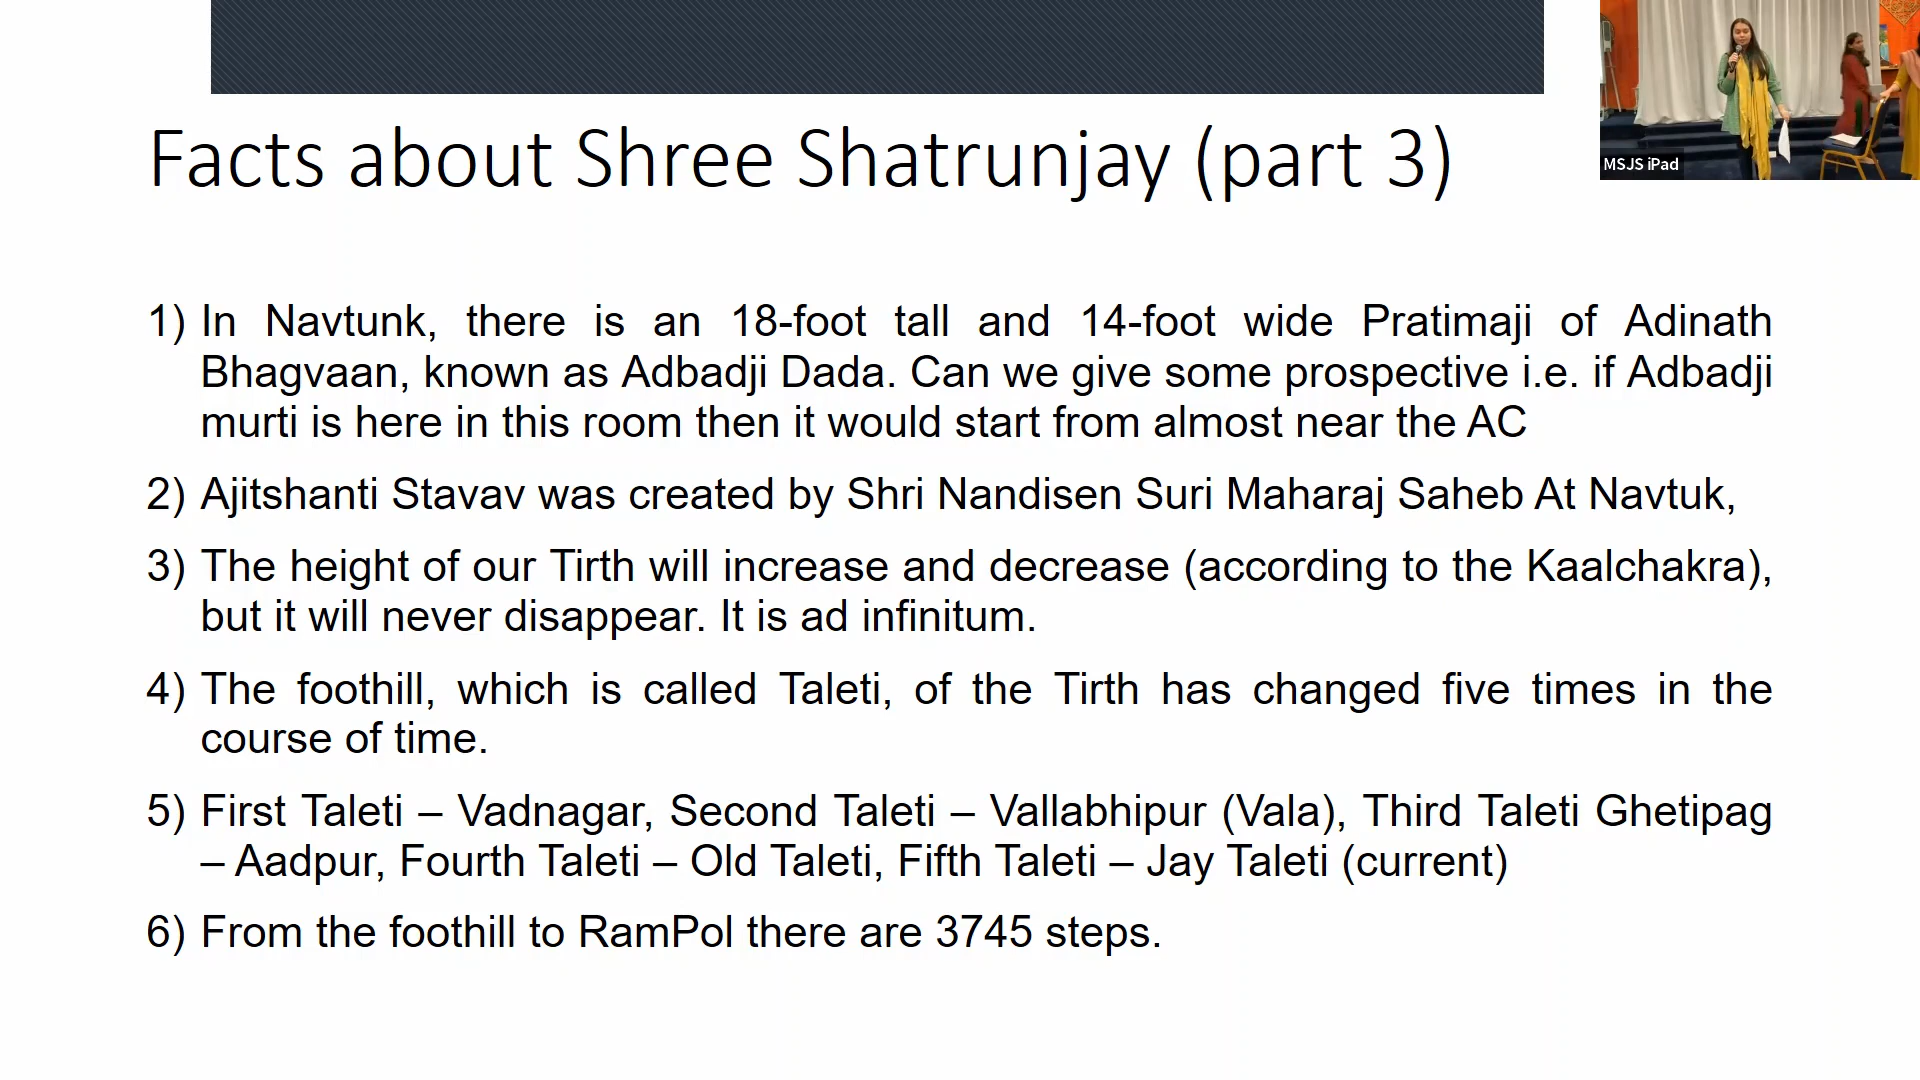 Facts about Shree Shatrunjay (part 3)
MSJS iPad
1) In Navtunk, there is an 18-foot tall and 14-foot wide Pratimaji of Adinath
Bhagvaan, known as Adbadji Dada. Can we give some prospective i.e. if Adbadji
murti is here in this room then it would start from almost near the AC
2) Ajitshanti Stavav was created by Shri Nandisen Suri Maharaj Saheb At Navtuk,
3) The height of our Tirth will increase and decrease (according to the Kaalchakra),
but it will never disappear. It is ad infinitum.
4) The foothill, which is called Taleti, of the Tirth has changed five times in the
course of time.
5) First Taleti – Vadnagar, Second Taleti – Vallabhipur (Vala), Third Taleti Ghetipag
– Aadpur, Fourth Taleti – Old Taleti, Fifth Taleti – Jay Taleti (current)
6) From the foothill to RamPol there are 3745 steps.